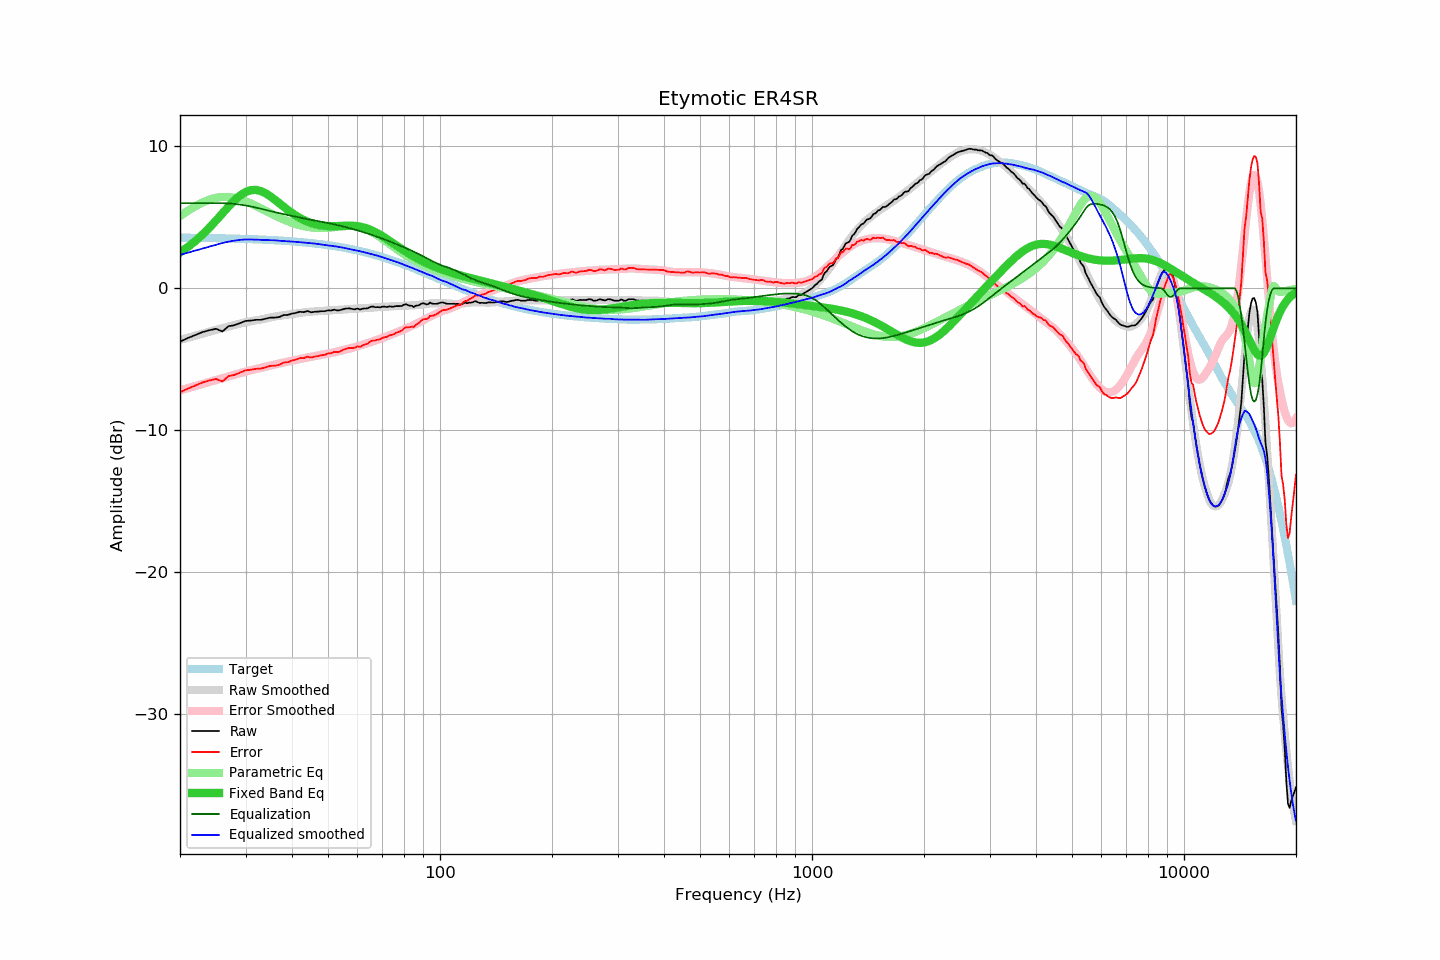 Etymotic ER4SR
10
0
−10
−20
−30
Amplitude (dBr)
100
1000
10000
Frequency (Hz)
Target
Raw Smoothed
Error Smoothed
Raw
Error
Parametric Eq
Fixed Band Eq
Equalization
Equalized smoothed